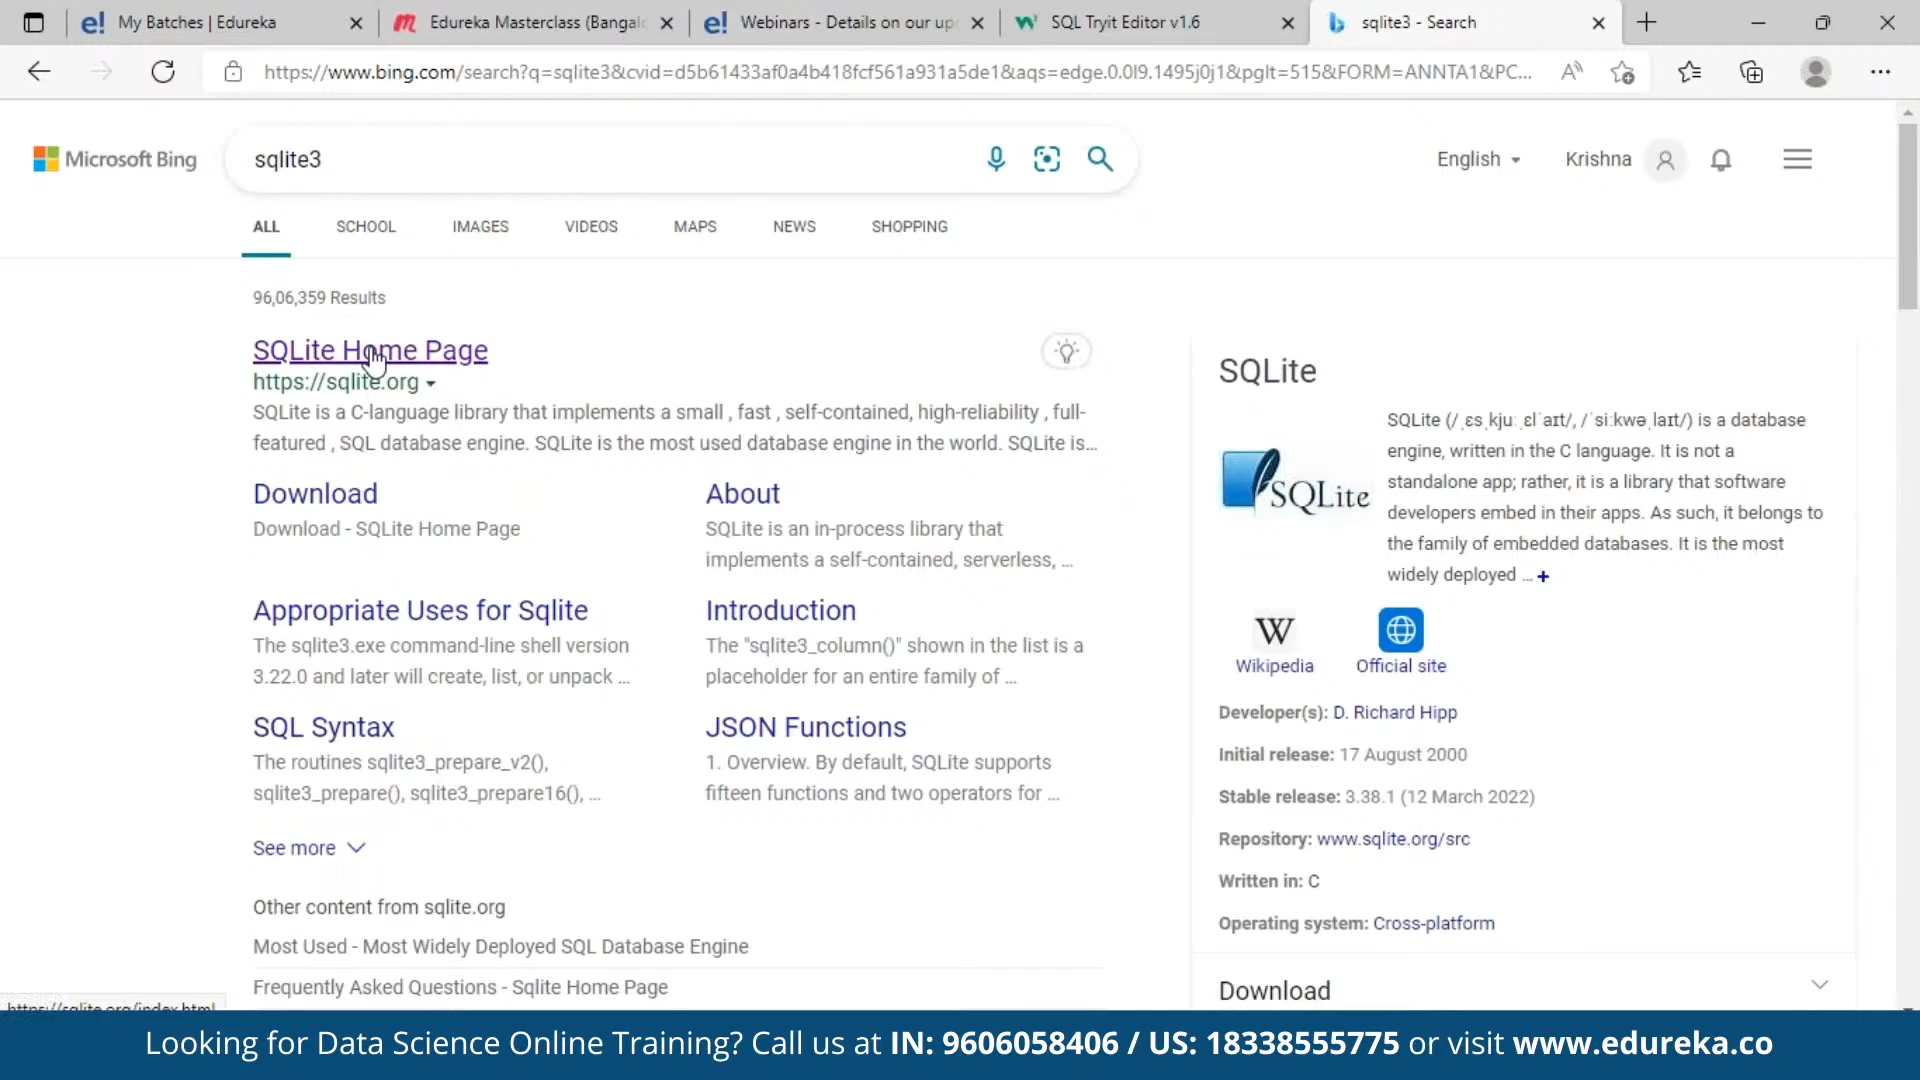 My Batches | Edureka
Edureka Masterclass (Bangal
Webinars - Details on our up
SQL Tryit Editor v1.6
sqlite3 - Search
https://www.bing.com/search?q=sqlite3&cvid=d5b61433af0a4b418fcf561a931a5de1&aqs=edge.0.0l9.1495j0j1&pglt=515&FORM=ANNTA1&PC...
Microsoft Bing
sqlite3
English
Krishna
ALL SCHOOL IMAGES VIDEOS MAPS NEWS SHOPPING
96,06,359 Results
SQLite Home Page
https://sqlite.org
SQLite is a C-language library that implements a small , fast , self-contained, high-reliability , full-
featured , SQL database engine. SQLite is the most used database engine in the world. SQLite is...
Download
Download - SQLite Home Page
About
SQLite is an in-process library that
implements a self-contained, serverless, ...
Appropriate Uses for Sqlite
The sqlite3.exe command-line shell version
3.22.0 and later will create, list, or unpack ...
Introduction
The "sqlite3_column()" shown in the list is a
placeholder for an entire family of ...
SQL Syntax
The routines sqlite3_prepare_v2(),
sqlite3_prepare(), sqlite3_prepare16(), ...
JSON Functions
1. Overview. By default, SQLite supports
fifteen functions and two operators for ...
See more
Other content from sqlite.org
Most Used - Most Widely Deployed SQL Database Engine
Frequently Asked Questions - Sqlite Home Page
https://sqlite.org/index.html
SQLite
SQLite
SQLite (/ˌɛsˌkjuːˌɛlˈaɪt/, /ˈsiːkwəˌlaɪt/) is a database
engine, written in the C language. It is not a
standalone app; rather, it is a library that software
developers embed in their apps. As such, it belongs to
the family of embedded databases. It is the most
widely deployed ... +
W
Wikipedia
Official site
Developer(s): D. Richard Hipp
Initial release: 17 August 2000
Stable release: 3.38.1 (12 March 2022)
Repository: www.sqlite.org/src
Written in: C
Operating system: Cross-platform
Download
Looking for Data Science Online Training? Call us at IN: 9606058406 / US: 18338555775 or visit www.edureka.co